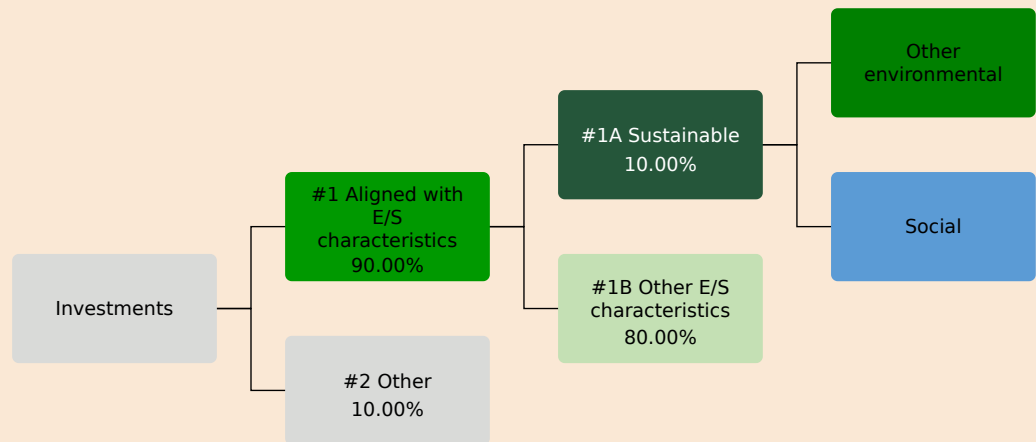 Investments
#1 Aligned with
E/S
characteristics
90.00%
#2 Other
10.00%
#1A Sustainable
10.00%
#1B Other E/S
characteristics
80.00%
Other
environmental
Social